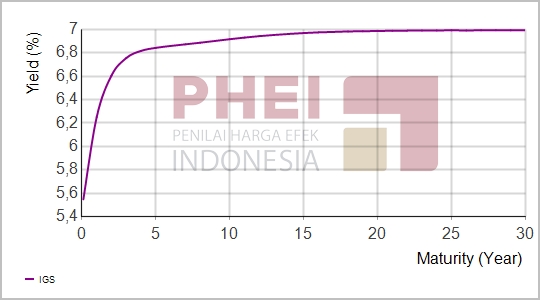 Yield (%)
7
6,8
6,6
6,4
6,2
6
5,8
5,6
5,4
PHEI
PENILAI HARGA EFEK
INDONESIA
0 5 10 15 20 25 30
Maturity (Year)
IGS